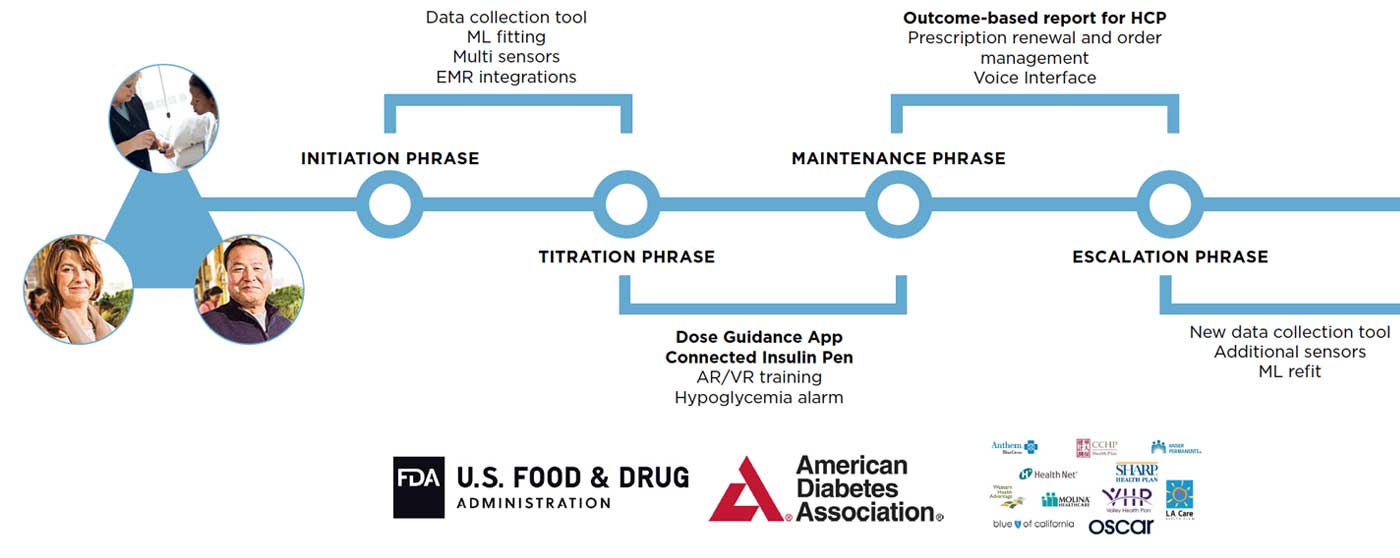 Data collection tool
ML fitting
Multi sensors
EMR integrations
Outcome-based report for HCP
Prescription renewal and order
management
Voice Interface
INITIATION PHRASE
MAINTENANCE PHRASE
TITRATION PHRASE
ESCALATION PHRASE
Dose Guidance App
Connected Insulin Pen
AR/VR training
Hypoglycemia alarm
New data collection tool
Additional sensors
ML refit
FDA
U.S. FOOD & DRUG
ADMINISTRATION
American
Diabetes
Association®
Anthem
BlueCross
CCHP
Health Plan
KAISER
PERMANENTE®
Health Net®
SHARP
HEALTH PLAN
Western
Health
Advantage
MOLINA
HEALTHCARE
VHP
Valley Health Plan
L.A. Care
HEALTH PLAN
blue of california
oscar